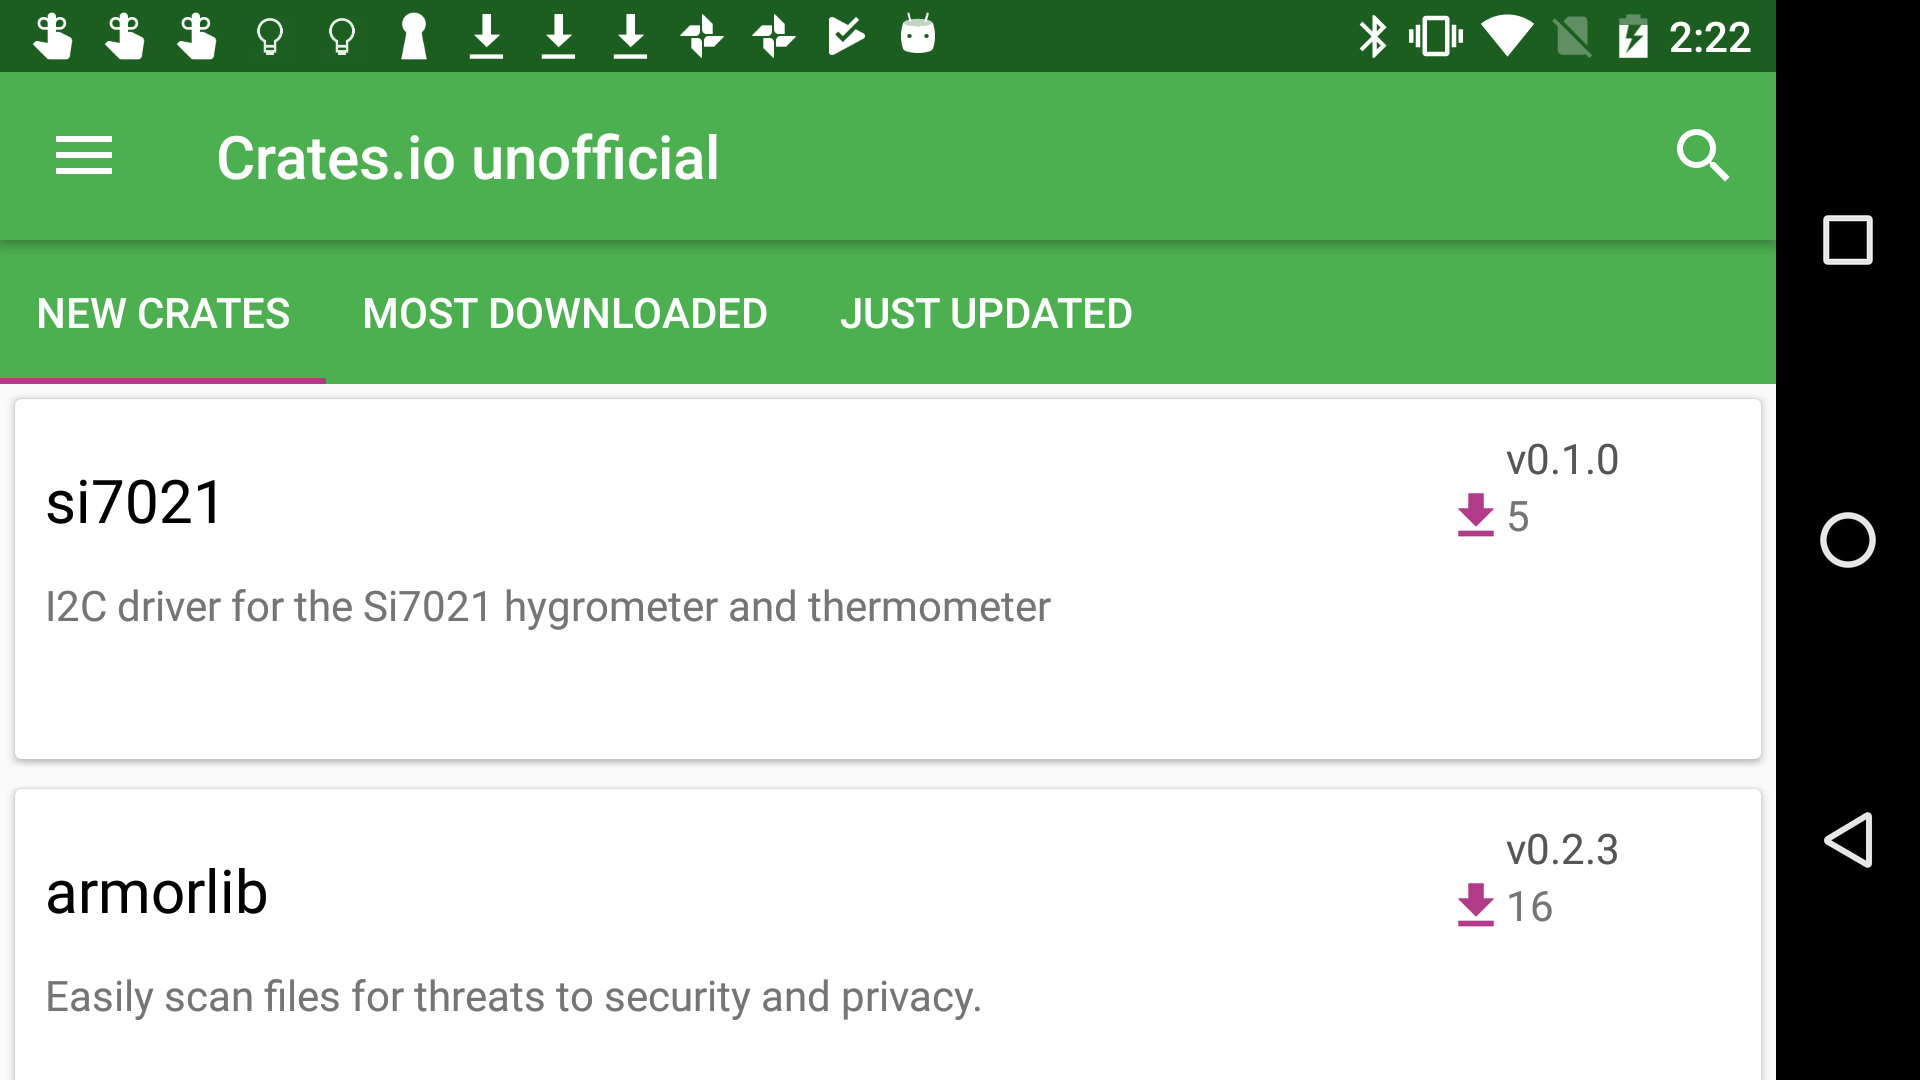 2:22
Crates.io unofficial
NEW CRATES MOST DOWNLOADED JUST UPDATED
v0.1.0
si7021
5
I2C driver for the Si7021 hygrometer and thermometer
v0.2.3
armorlib
16
Easily scan files for threats to security and privacy.